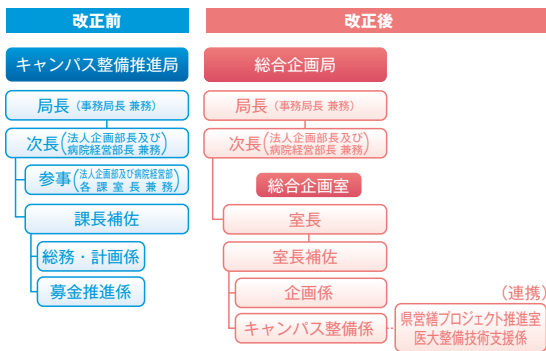 改正前
キャンパス整備推進局
局長（事務局長 兼務）
次長（法人企画部長及び
病院経営部長 兼務）
参事（法人企画部及び病院経営部
各課室長兼務）
課長補佐
総務・計画係
募金推進係
改正後
総合企画局
局長（事務局長 兼務）
次長（法人企画部長及び
病院経営部長 兼務）
総合企画室
室長
室長補佐
企画係
キャンパス整備係
（連携）
県営繕プロジェクト推進室
医大整備技術支援係